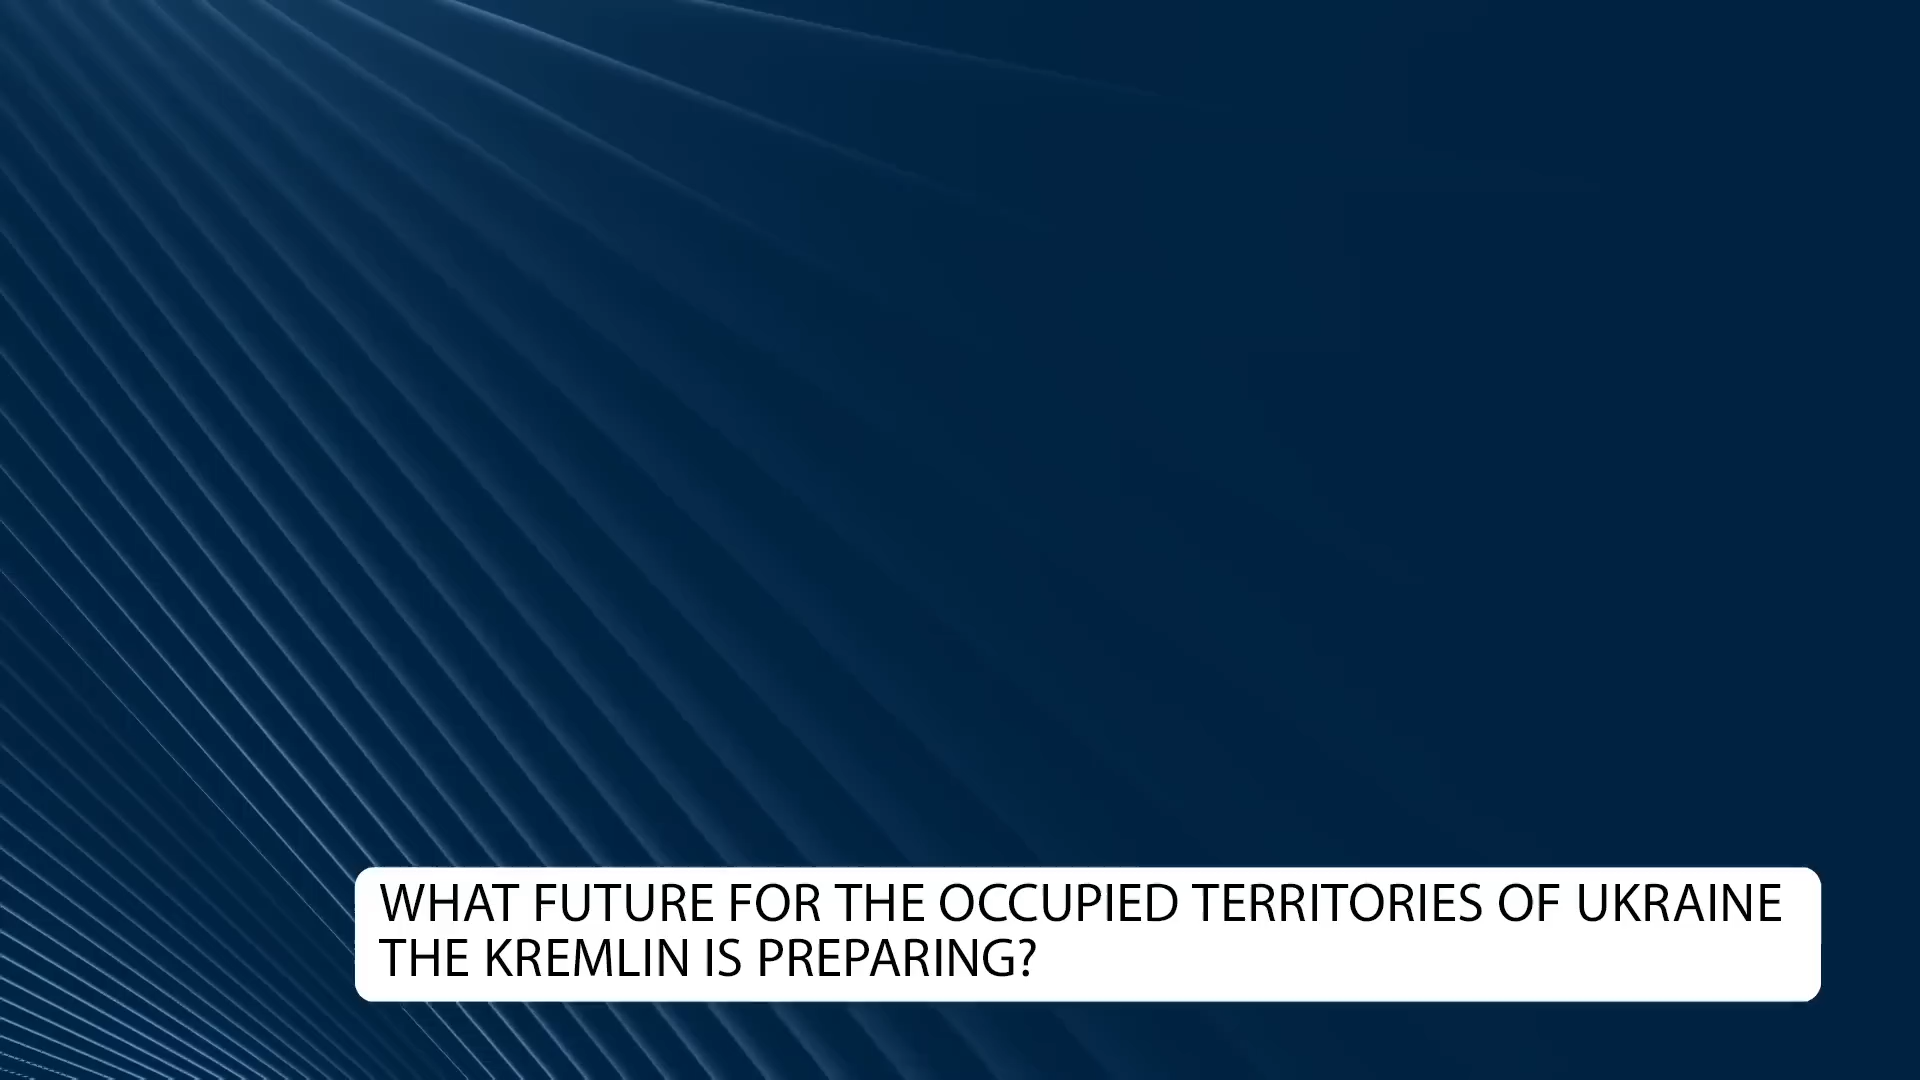 WHAT FUTURE FOR THE OCCUPIED TERRITORIES OF UKRAINE
THE KREMLIN IS PREPARING?